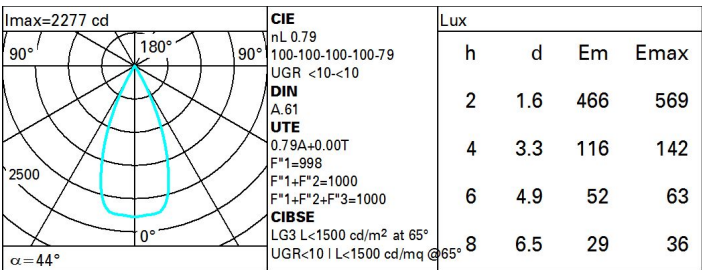 Imax=2277 cd
90°
180°
90°
2500
0°
α=44°
CIE
nL 0.79
100-100-100-100-79
UGR <10-<10
DIN
A.61
UTE
0.79A+0.00T
F"1=998
F"1+F"2=1000
F"1+F"2+F"3=1000
CIBSE
LG3 L<1500 cd/m² at 65°
UGR<10 | L<1500 cd/mq @65°
Lux
h d Em Emax
2 1.6 466 569
4 3.3 116 142
6 4.9 52 63
8 6.5 29 36